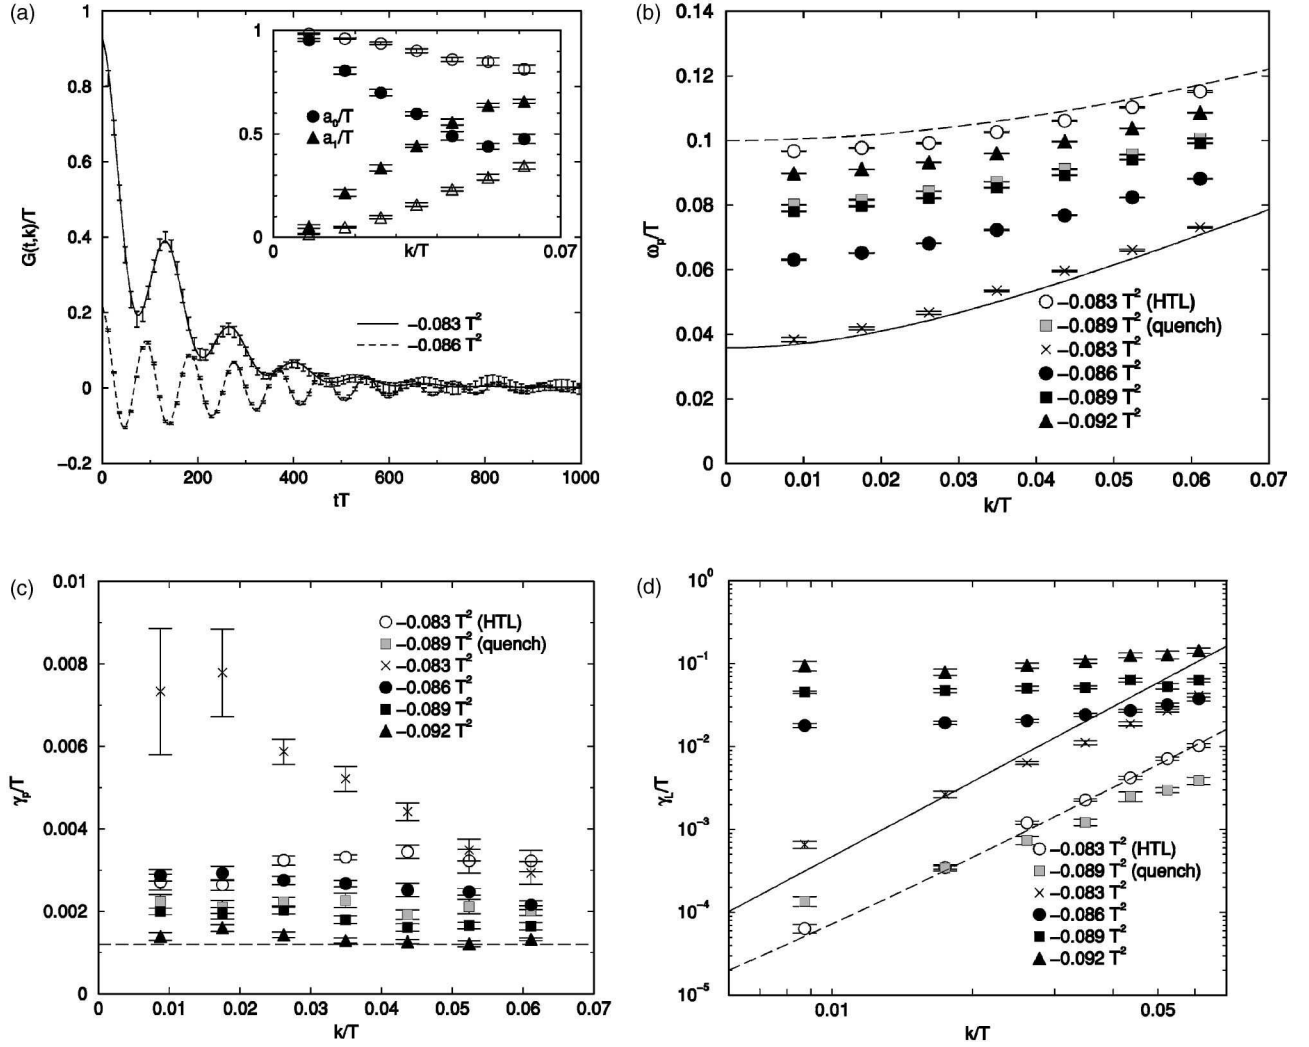 (a)
1
0.8
0.6
0.4
0.2
0
−0.2
0 200 400 600 800 1000
G(t,k)/T
tT
−0.083 T²
−0.086 T²
1
0.5
0
0 k/T 0.07
a₀/T
a₁/T
(b)
0.14
0.12
0.1
0.08
0.06
0.04
0.02
0
0 0.01 0.02 0.03 0.04 0.05 0.06 0.07
ωₚ/T
k/T
−0.083 T² (HTL)
−0.089 T² (quench)
−0.083 T²
−0.086 T²
−0.089 T²
−0.092 T²
(c)
0.01
0.008
0.006
0.004
0.002
0
0 0.01 0.02 0.03 0.04 0.05 0.06 0.07
γₚ/T
k/T
−0.083 T² (HTL)
−0.089 T² (quench)
−0.083 T²
−0.086 T²
−0.089 T²
−0.092 T²
(d)
10⁰
10⁻¹
10⁻²
10⁻³
10⁻⁴
10⁻⁵
0.01 0.05
γ_L/T
k/T
−0.083 T² (HTL)
−0.089 T² (quench)
−0.083 T²
−0.086 T²
−0.089 T²
−0.092 T²